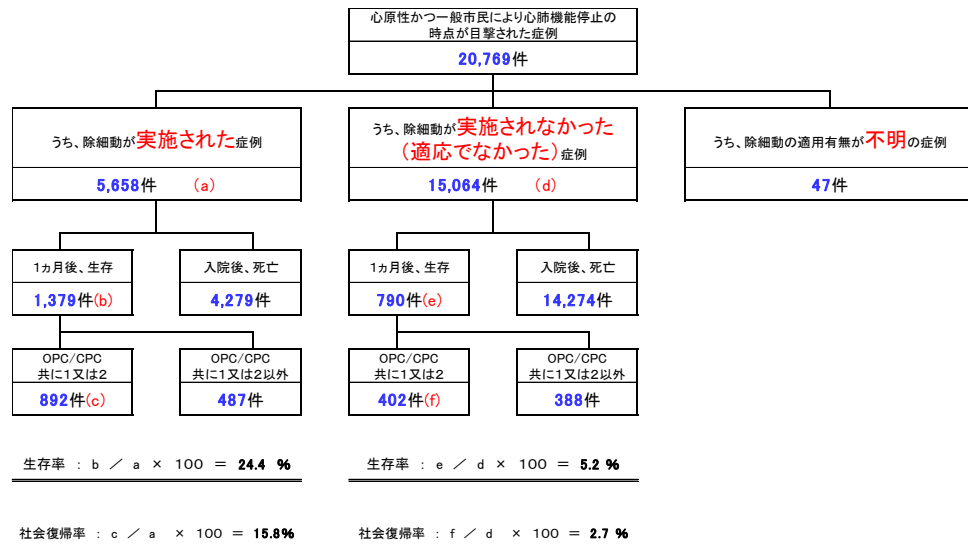 心原性かつ一般市民により心肺機能停止の
時点が目撃された症例
20,769件
うち、除細動が実施された症例
5,658件 (a)
うち、除細動が実施されなかった
(適応でなかった)症例
15,064件 (d)
うち、除細動の適用有無が不明の症例
47件
1ヵ月後、生存
1,379件(b)
入院後、死亡
4,279件
1ヵ月後、生存
790件(e)
入院後、死亡
14,274件
OPC/CPC
共に1又は2
892件(c)
OPC/CPC
共に1又は2以外
487件
OPC/CPC
共に1又は2
402件(f)
OPC/CPC
共に1又は2以外
388件
生存率 : b / a × 100 = 24.4 %
生存率 : e / d × 100 = 5.2 %
社会復帰率 : c / a × 100 = 15.8%
社会復帰率 : f / d × 100 = 2.7 %